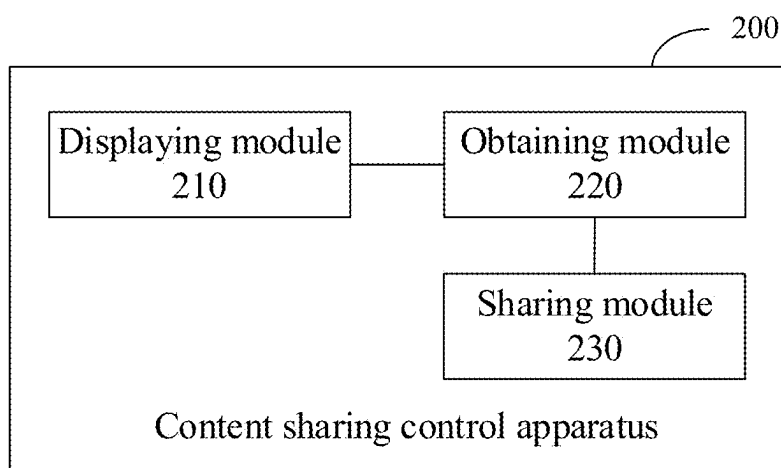 200
Displaying module
210
Obtaining module
220
Sharing module
230
Content sharing control apparatus